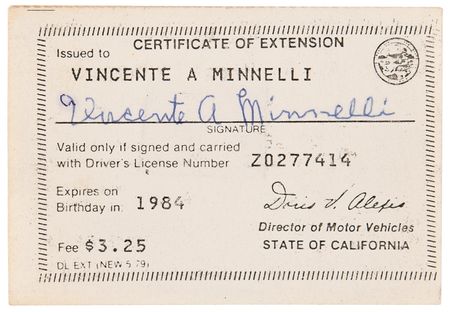 CERTIFICATE OF EXTENSION
Issued to
VINCENTE A MINNELLI
Vincente A Minnelli
SIGNATURE
Valid only if signed and carried
with Driver's License Number Z0277414
Expires on
Birthday in: 1984
Doris V. Alexis
Director of Motor Vehicles
Fee $3.25 STATE OF CALIFORNIA
DL EXT (NEW 5 79)